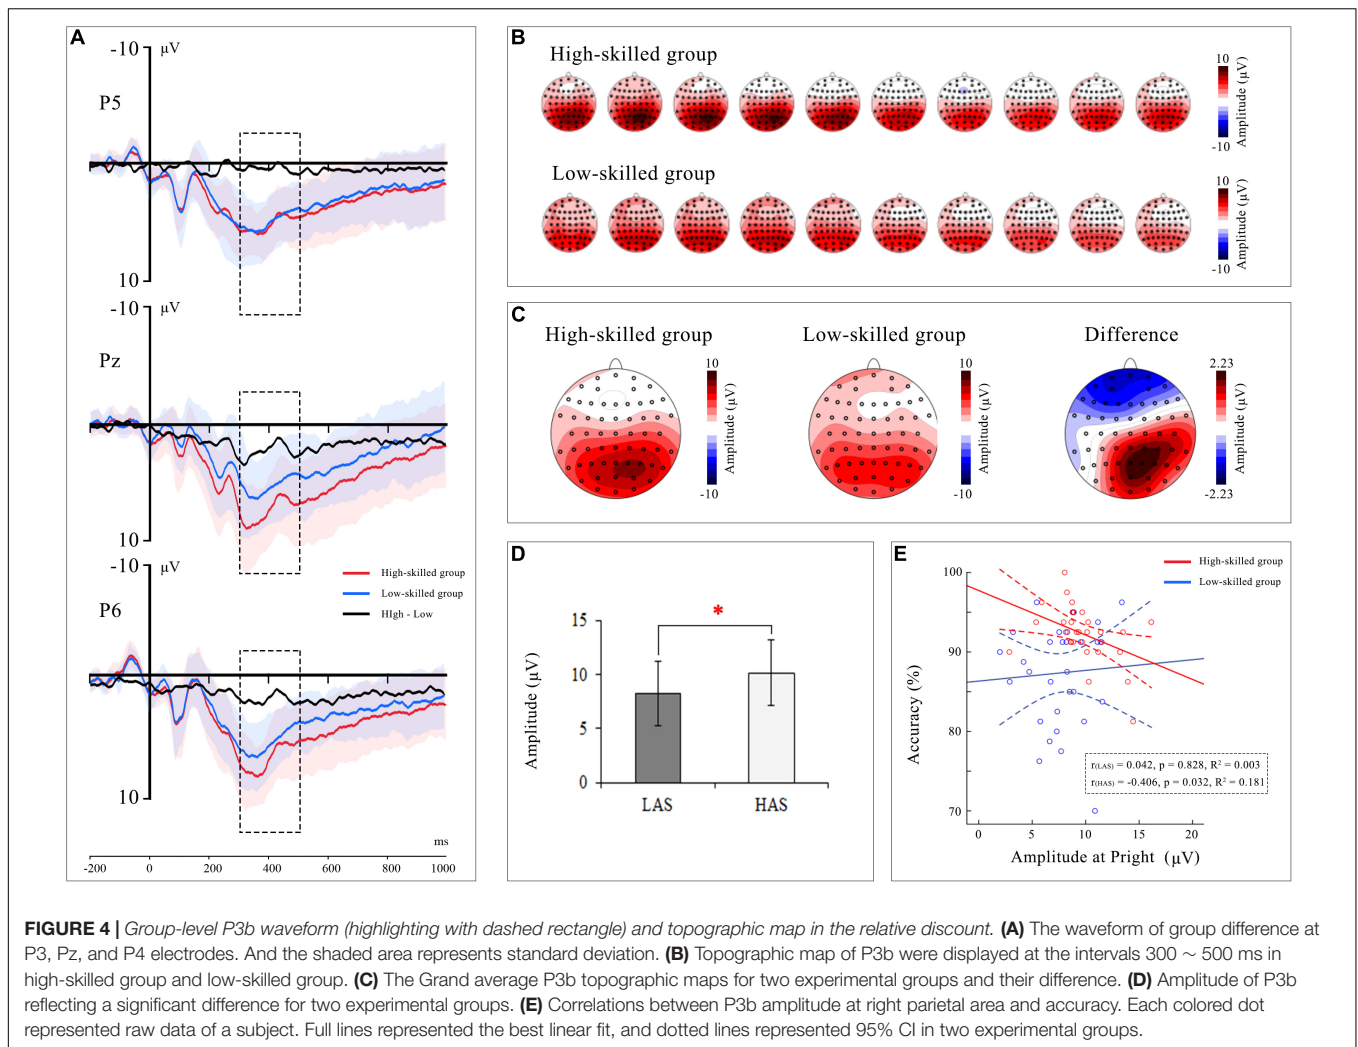 A
-10
µV
P5
10
-10
µV
Pz
10
-10
µV
P6
10
High-skilled group
Low-skilled group
HIgh - Low
ms
-200 0 200 400 600 800 1000
B
High-skilled group
10
-10
Amplitude (µV)
Low-skilled group
10
-10
Amplitude (µV)
C
High-skilled group
10
-10
Amplitude (µV)
Low-skilled group
10
-10
Amplitude (µV)
Difference
2.23
-2.23
Amplitude (µV)
D
Amplitude (µV)
15
10
5
0
*
LAS HAS
E
High-skilled group
Low-skilled group
Accuracy (%)
100
90
80
70
r(LAS) = 0.042, p = 0.828, R² = 0.003
r(HAS) = -0.406, p = 0.032, R² = 0.181
0 5 10 15 20
Amplitude at Pright (µV)
FIGURE 4 | Group-level P3b waveform (highlighting with dashed rectangle) and topographic map in the relative discount. (A) The waveform of group difference at
P3, Pz, and P4 electrodes. And the shaded area represents standard deviation. (B) Topographic map of P3b were displayed at the intervals 300 ~ 500 ms in
high-skilled group and low-skilled group. (C) The Grand average P3b topographic maps for two experimental groups and their difference. (D) Amplitude of P3b
reflecting a significant difference for two experimental groups. (E) Correlations between P3b amplitude at right parietal area and accuracy. Each colored dot
represented raw data of a subject. Full lines represented the best linear fit, and dotted lines represented 95% CI in two experimental groups.